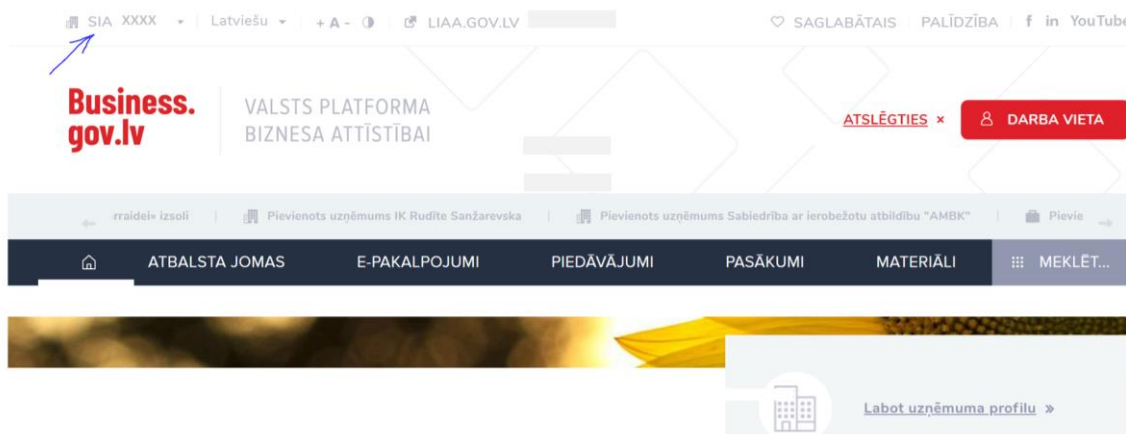 SIA XXXX Latviešu + A - LIAA.GOV.LV SAGLABĀTAIS PALĪDZĪBA f in YouTube
Business.
gov.lv
VALSTS PLATFORMA
BIZNESA ATTĪSTĪBAI
ATSLĒGTIES × DARBA VIETA
rraidei» izsoli Pievienots uzņēmums IK Rudīte Sanžarevska Pievienots uzņēmums Sabiedrība ar ierobežotu atbildību "AMBK" Pievie
ATBALSTA JOMAS E-PAKALPOJUMI PIEDĀVĀJUMI PASĀKUMI MATERIĀLI MEKLĒT...
Labot uzņēmuma profilu »